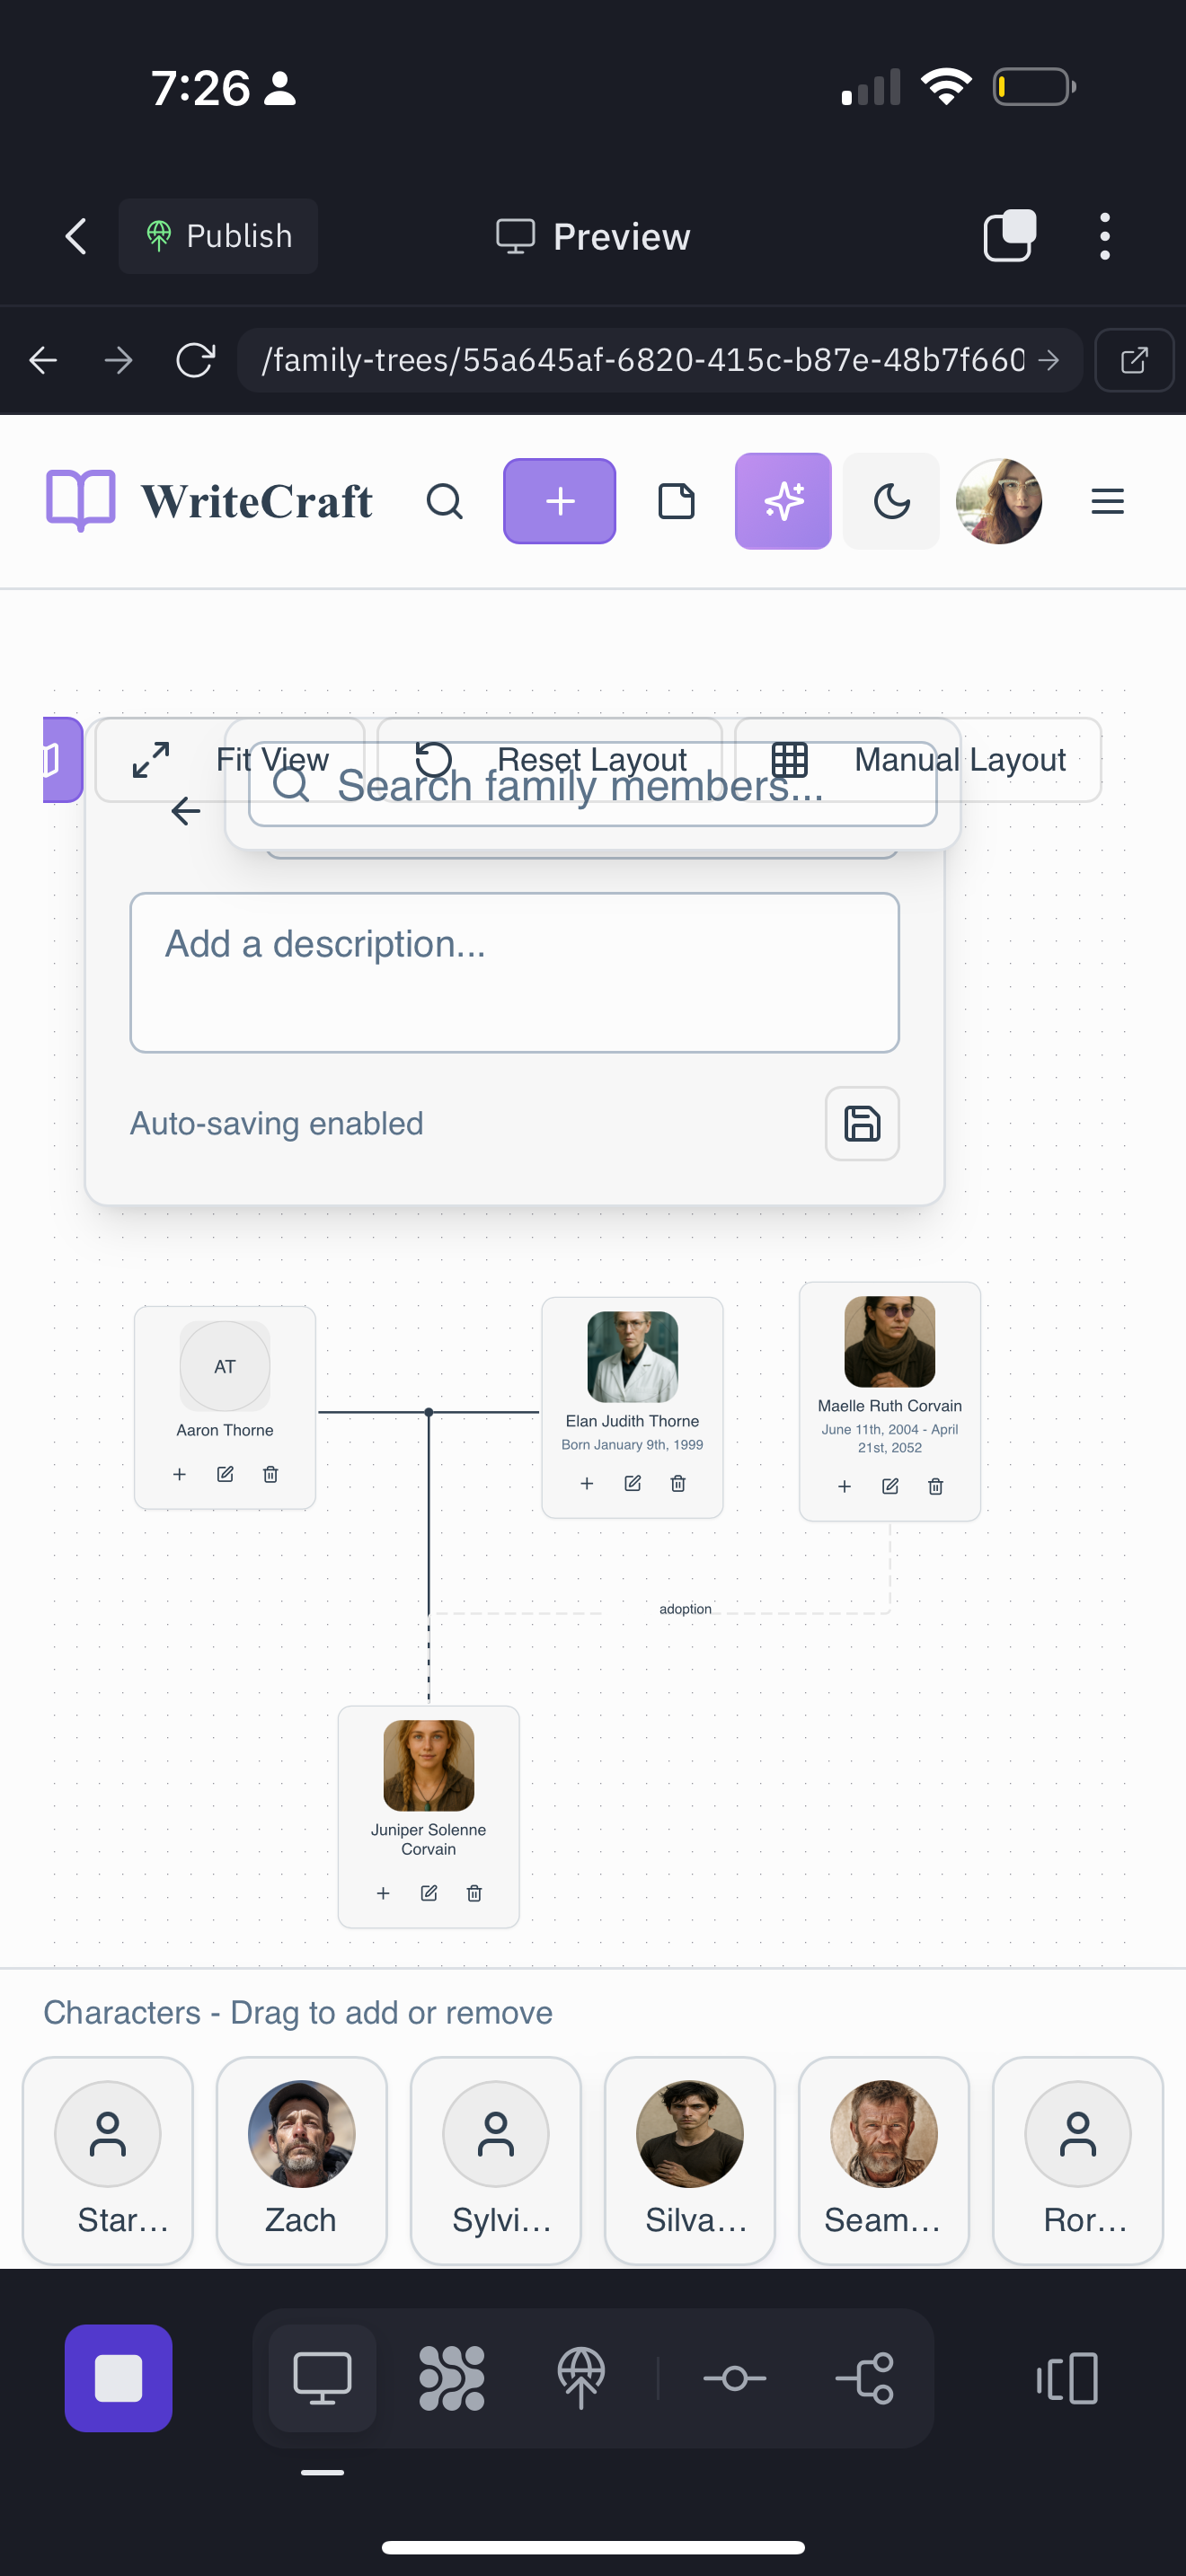 7:26
Publish
Preview
/family-trees/55a645af-6820-415c-b87e-48b7f660
WriteCraft
Fit View
Reset Layout
Manual Layout
Search family members...
Add a description...
Auto-saving enabled
AT
Aaron Thorne
Elan Judith Thorne
Born January 9th, 1999
Maelle Ruth Corvain
June 11th, 2004 - April
21st, 2052
adoption
Juniper Solenne
Corvain
Characters - Drag to add or remove
Star...
Zach
Sylvi...
Silva...
Seam...
Ror...